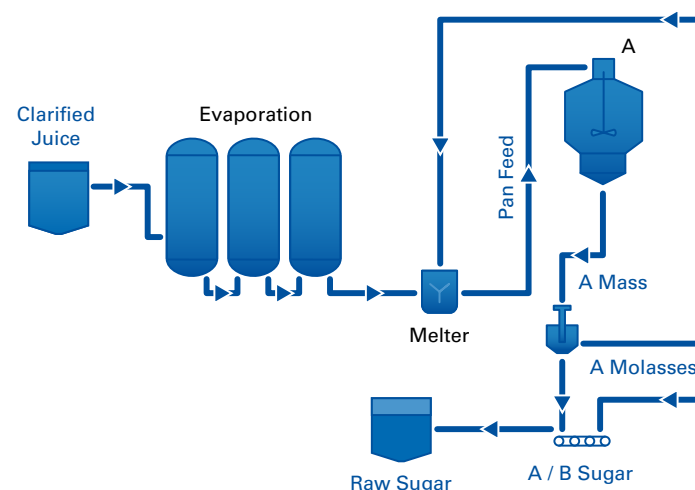 A
Evaporation
Clarified
Juice
Pan Feed
A Mass
Melter
A Molasses
A / B Sugar
Raw Sugar